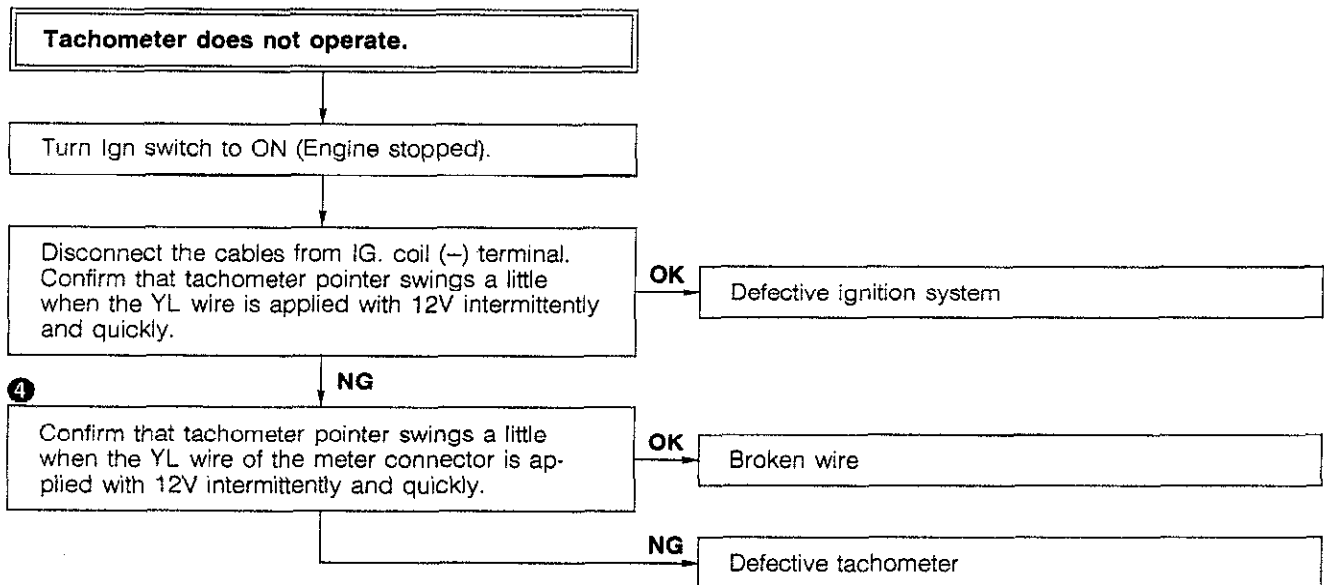 Tachometer does not operate.
Turn Ign switch to ON (Engine stopped).
Disconnect the cables from IG. coil (–) terminal.
Confirm that tachometer pointer swings a little
when the YL wire is applied with 12V intermittently
and quickly.
OK
Defective ignition system
NG
4
Confirm that tachometer pointer swings a little
when the YL wire of the meter connector is ap-
plied with 12V intermittently and quickly.
OK
Broken wire
NG
Defective tachometer